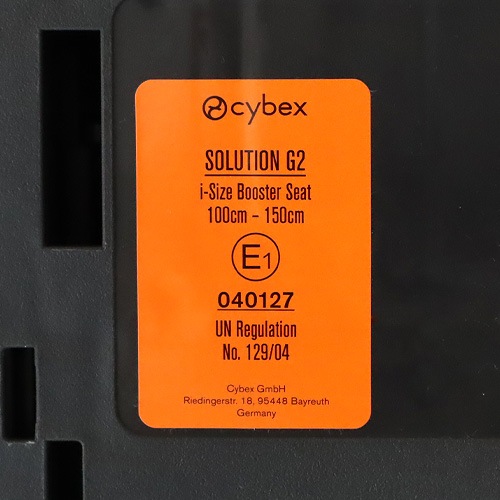 cybex
SOLUTION G2
i-Size Booster Seat
100cm - 150cm
E1
040127
UN Regulation
No. 129/04
Cybex GmbH
Riedingerstr. 18, 95448 Bayreuth
Germany